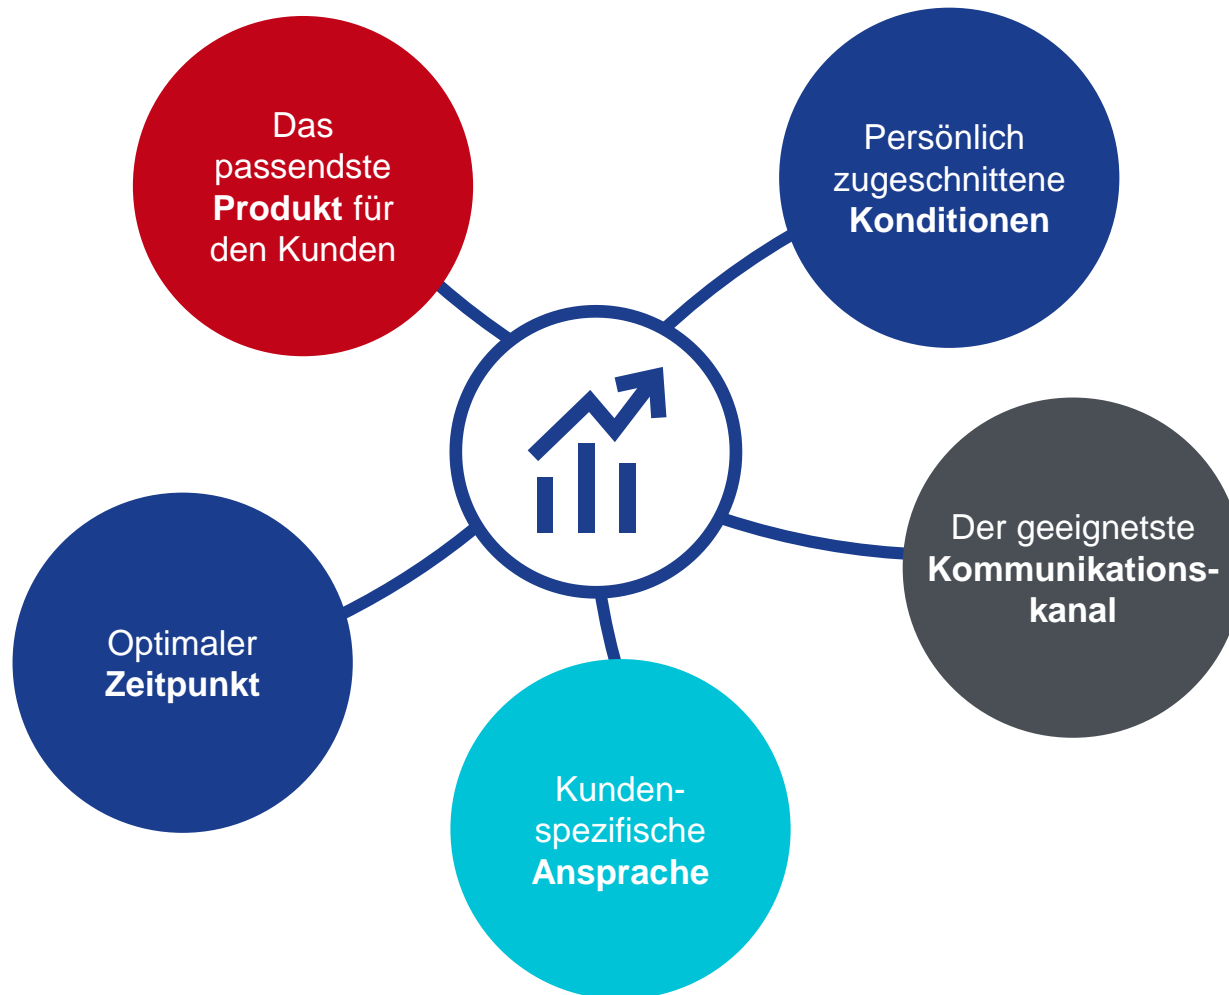 Das
passendste
Produkt für
den Kunden
Persönlich
zugeschnittene
Konditionen
Der geeignetste
Kommunikations-
kanal
Optimaler
Zeitpunkt
Kunden-
spezifische
Ansprache